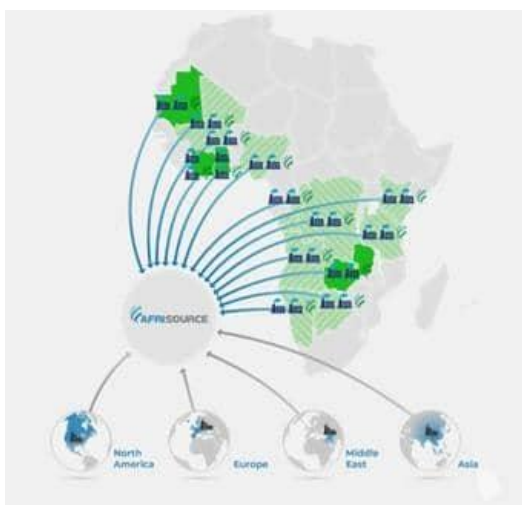 AFRISOURCE
North
America
Europe
Middle
East
Asia